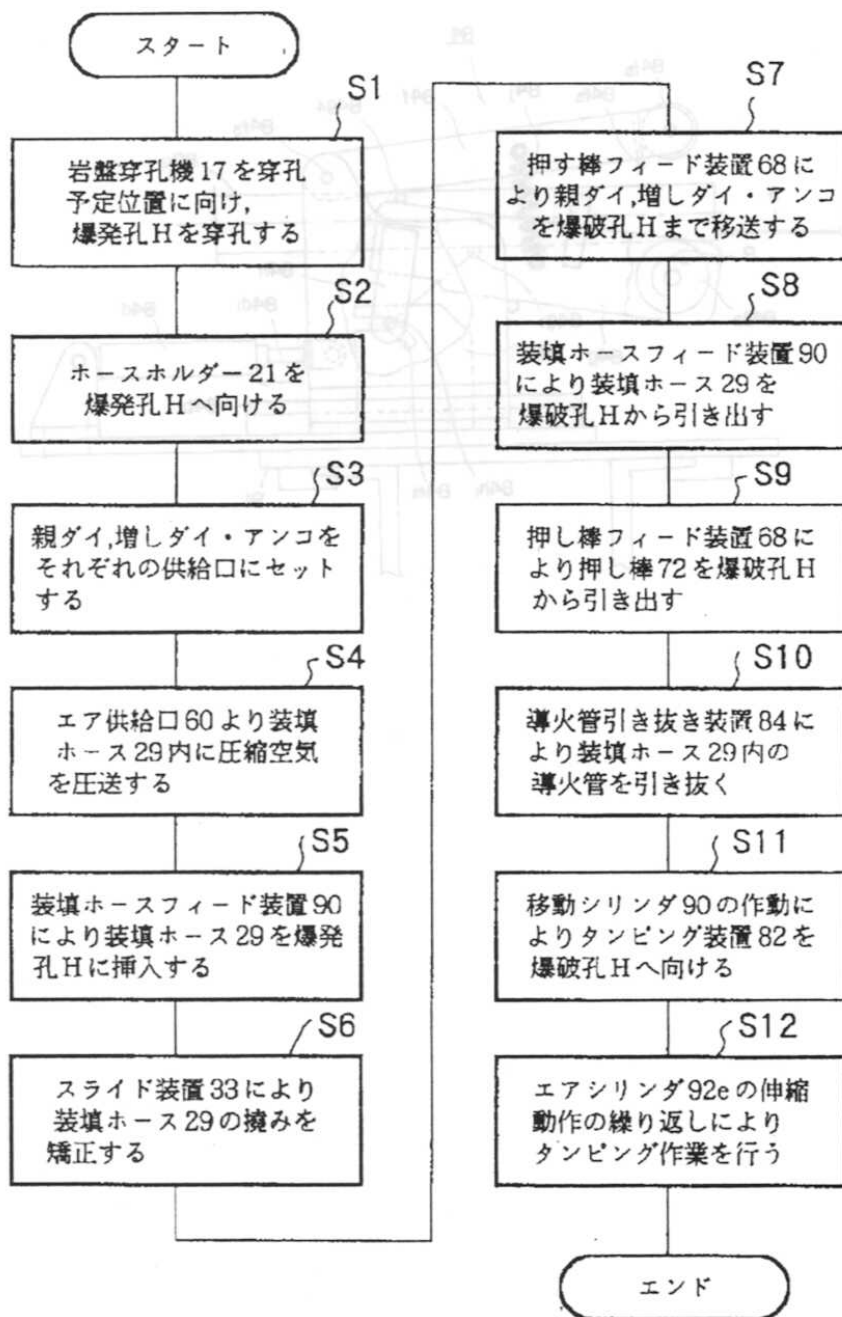 スタート
S1
岩盤穿孔機17を穿孔
予定位置に向け,
爆発孔Hを穿孔する
S2
ホースホルダー21を
爆発孔Hへ向ける
S3
親ダイ,増しダイ・アンコを
それぞれの供給口にセット
する
S4
エア供給口60より装填
ホース29内に圧縮空気
を圧送する
S5
装填ホースフィード装置90
により装填ホース29を爆発
孔Hに挿入する
S6
スライド装置33により
装填ホース29の撓みを
矯正する
S7
押す棒フィード装置68に
より親ダイ,増しダイ・アンコ
を爆破孔Hまで移送する
S8
装填ホースフィード装置90
により装填ホース29を
爆破孔Hから引き出す
S9
押し棒フィード装置68に
より押し棒72を爆破孔H
から引き出す
S10
導火管引き抜き装置84に
より装填ホース29内の
導火管を引き抜く
S11
移動シリンダ90の作動に
よりタンピング装置82を
爆破孔Hへ向ける
S12
エアシリンダ92eの伸縮
動作の繰り返しにより
タンピング作業を行う
エンド